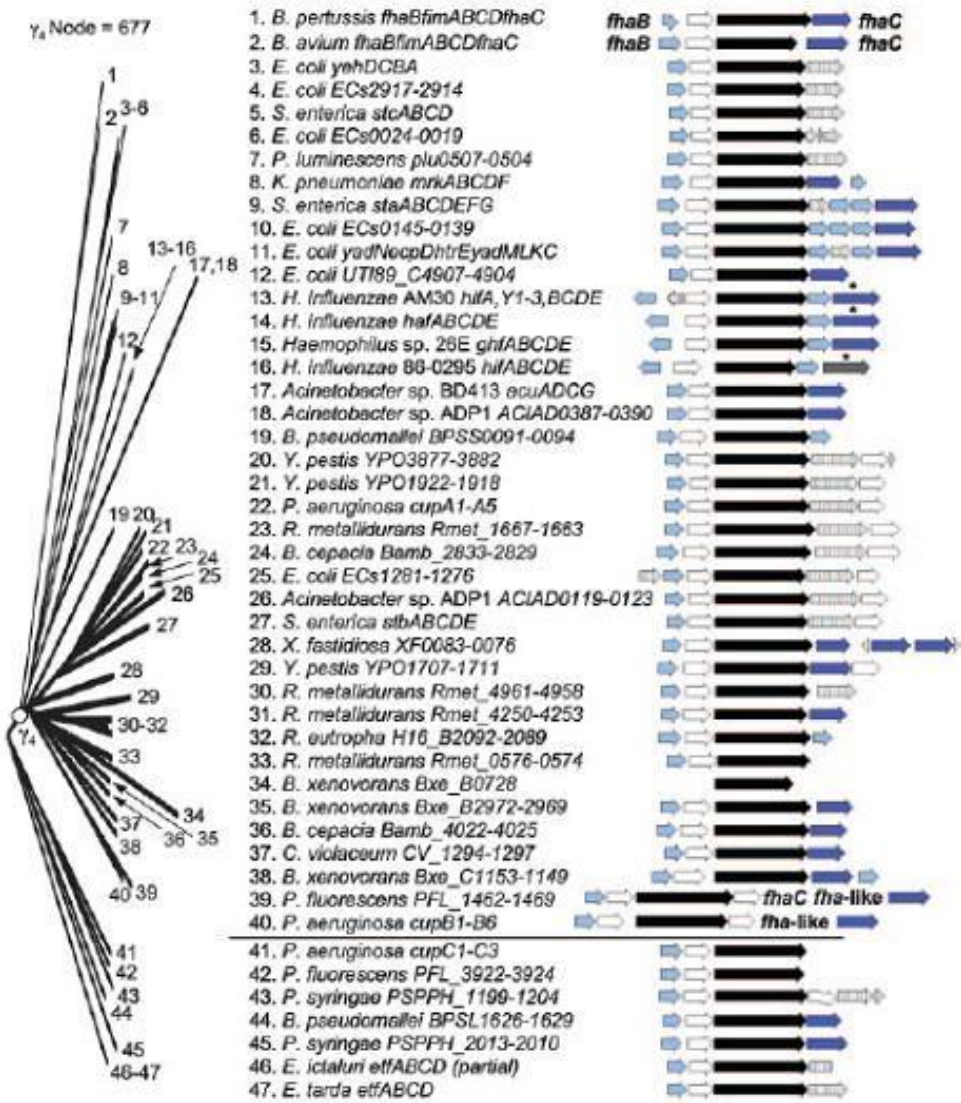 γ4 Node = 677
1
2
3-6
7
8
9-11
12
13-16
17,18
19
20
21
22
23
24
25
26
27
28
29
30-32
33
34
35
36
37
38
39
40
41
42
43
44
45
46-47
γ4
1. B. pertussis fhaBfimABCDfhaC fhaB fhaC
2. B. avium fhaBfimABCDfhaC fhaB fhaC
3. E. coli yehDCBA
4. E. coli ECs2917-2914
5. S. enterica stcABCD
6. E. coli ECs0024-0019
7. P. luminescens plu0507-0504
8. K. pneumoniae mrkABCDF
9. S. enterica staABCDEFG
10. E. coli ECs0145-0139
11. E. coli yadNecpDhtrEyadMLKC
12. E. coli UTI89_C4907-4904
*
13. H. influenzae AM30 hifA,Y1-3,BCDE
*
14. H. influenzae hafABCDE
15. Haemophilus sp. 26E ghfABCDE
*
16. H. influenzae 86-0295 hifABCDE
17. Acinetobacter sp. BD413 acuADCG
18. Acinetobacter sp. ADP1 ACIAD0387-0390
19. B. pseudomallei BPSS0091-0094
20. Y. pestis YPO3877-3882
21. Y. pestis YPO1922-1918
22. P. aeruginosa cupA1-A5
23. R. metallidurans Rmet_1667-1663
24. B. cepacia Bamb_2833-2829
25. E. coli ECs1281-1276
26. Acinetobacter sp. ADP1 ACIAD0119-0123
27. S. enterica stbABCDE
28. X. fastidiosa XF0083-0076
29. Y. pestis YPO1707-1711
30. R. metallidurans Rmet_4961-4958
31. R. metallidurans Rmet_4250-4253
32. R. eutropha H16_B2092-2089
33. R. metallidurans Rmet_0576-0574
34. B. xenovorans Bxe_B0728
35. B. xenovorans Bxe_B2972-2969
36. B. cepacia Bamb_4022-4025
37. C. violaceum CV_1294-1297
38. B. xenovorans Bxe_C1153-1149
39. P. fluorescens PFL_1462-1469 fhaC fha-like
40. P. aeruginosa cupB1-B6 fha-like
41. P. aeruginosa cupC1-C3
42. P. fluorescens PFL_3922-3924
43. P. syringae PSPPH_1199-1204
44. B. pseudomallei BPSL1626-1629
45. P. syringae PSPPH_2013-2010
46. E. ictaluri etfABCD (partial)
47. E. tarda etfABCD